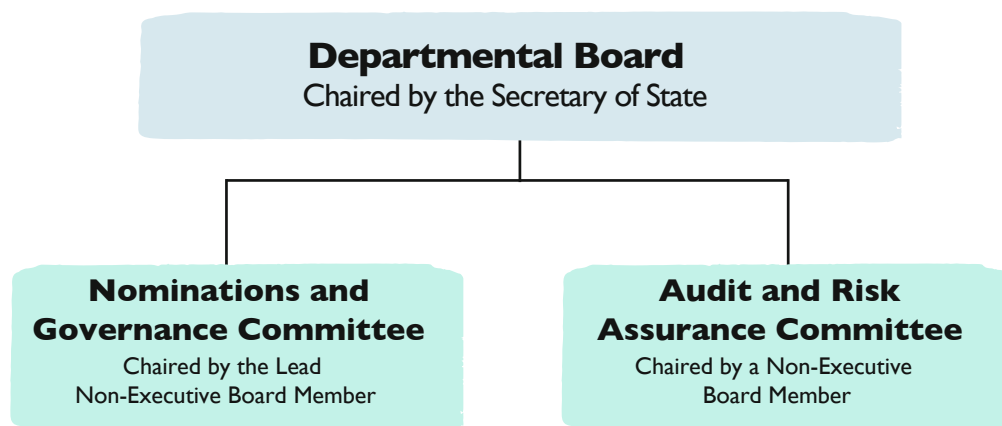 Departmental Board
Chaired by the Secretary of State
Nominations and
Governance Committee
Chaired by the Lead
Non-Executive Board Member
Audit and Risk
Assurance Committee
Chaired by a Non-Executive
Board Member